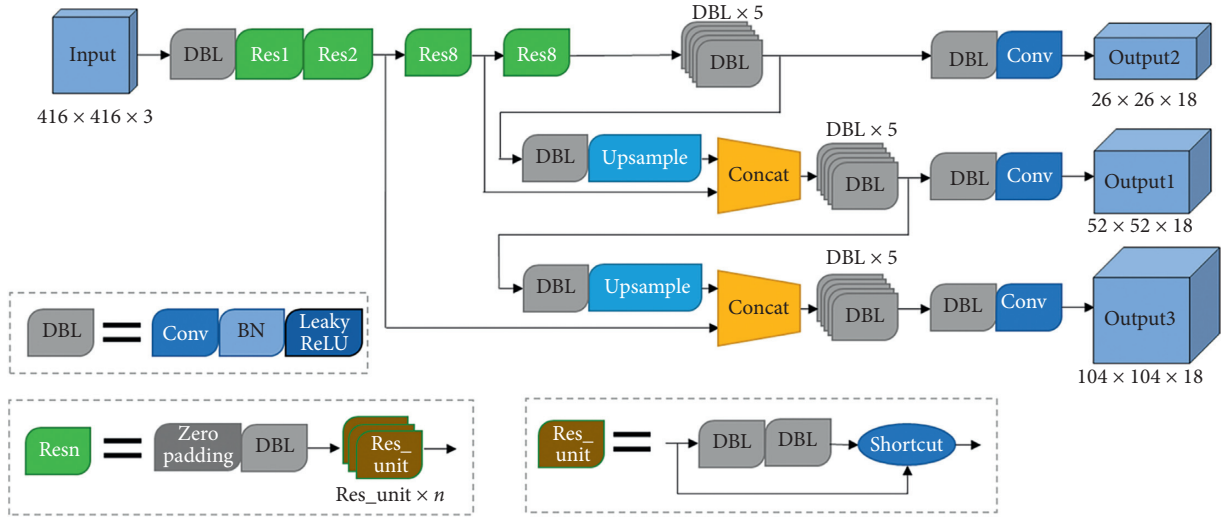 Input
416 × 416 × 3
DBL
Res1
Res2
Res8
Res8
DBL × 5
DBL
DBL
Conv
Output2
26 × 26 × 18
DBL
Upsample
Concat
DBL × 5
DBL
DBL
Conv
Output1
52 × 52 × 18
DBL
Upsample
Concat
DBL × 5
DBL
DBL
Conv
Output3
104 × 104 × 18
DBL
=
Conv
BN
Leaky
ReLU
Resn
=
Zero
padding
DBL
Res_
unit
Res_unit × n
Res_
unit
=
DBL
DBL
Shortcut